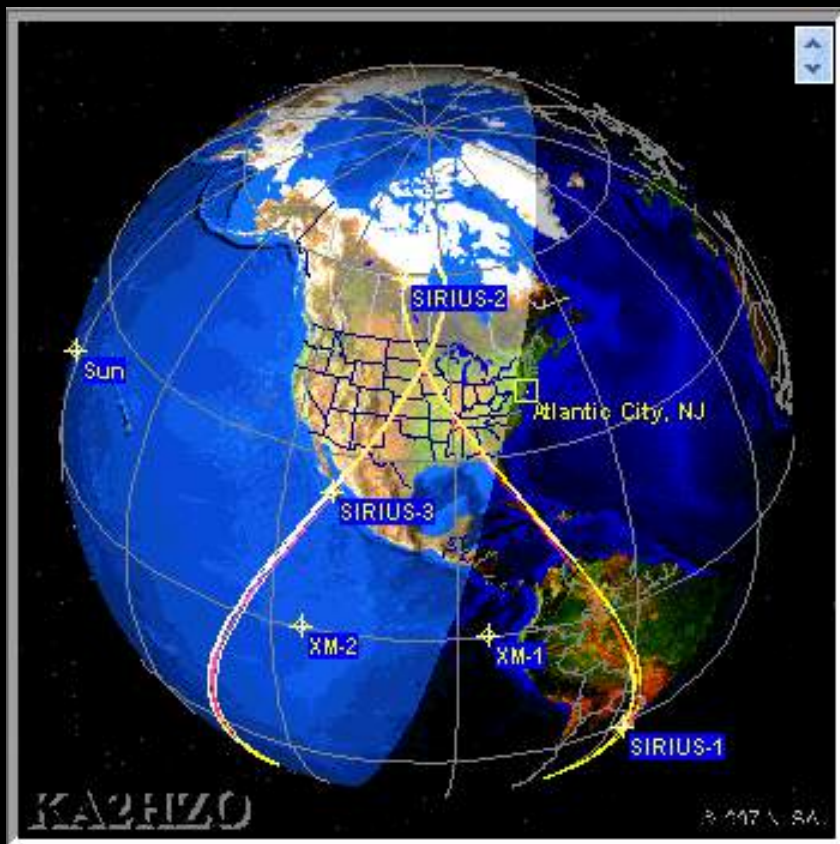 SIRIUS-2
Sun
Atlantic City, NJ
SIRIUS-3
XM-2
XM-1
SIRIUS-1
KA2HZO